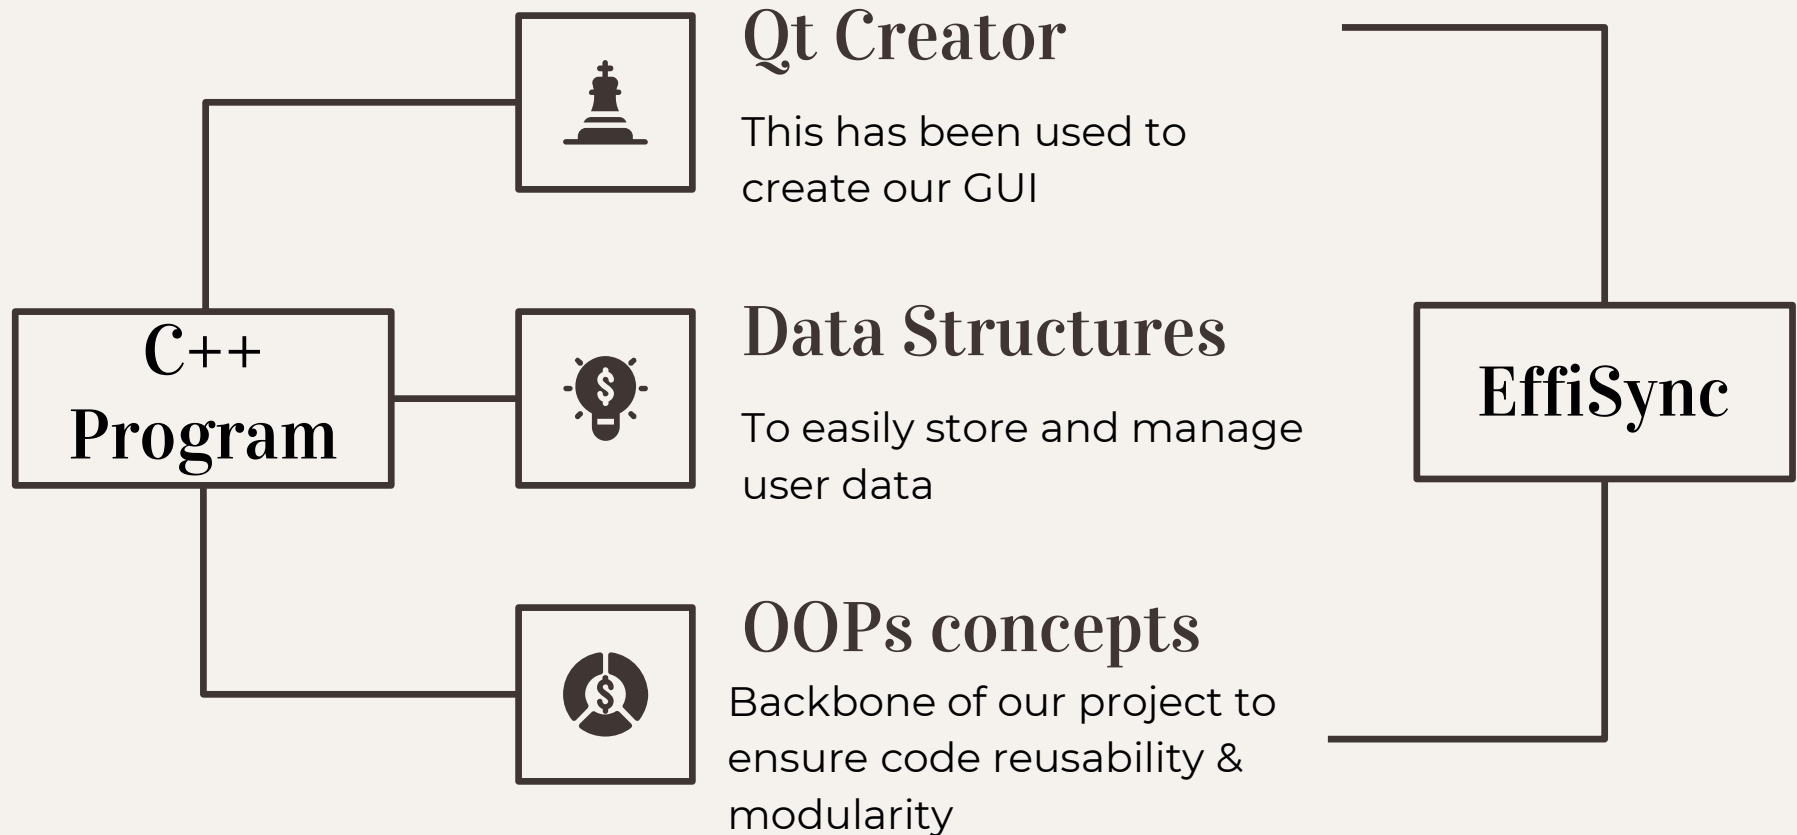 C++
Program
Qt Creator
This has been used to
create our GUI
Data Structures
To easily store and manage
user data
OOPs concepts
Backbone of our project to
ensure code reusability &
modularity
EffiSync